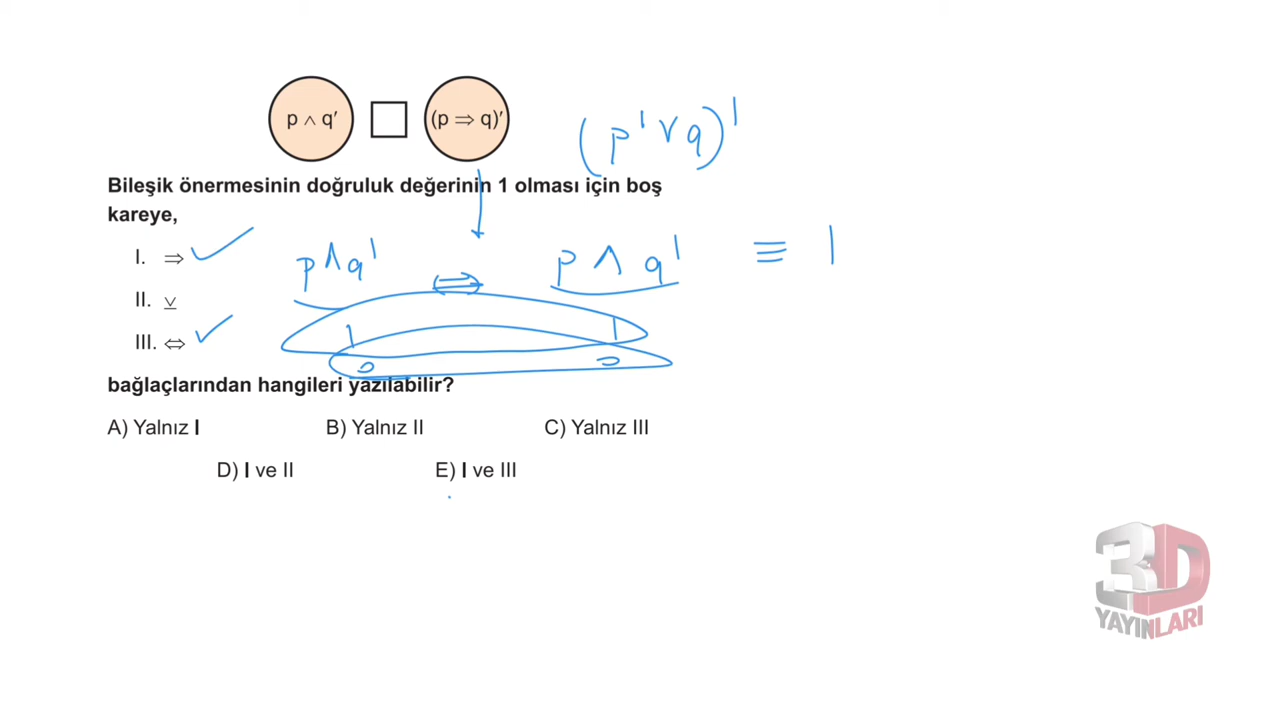 p ∧ q′ (p ⇒ q)′ (p′ ∨ q)′
Bileşik önermesinin doğruluk değerinin 1 olması için boş
kareye,
I. ⇒
p∧q′ ⇔ p ∧ q′ ≡ 1
II. ⊻
III. ⇔
1 1
0 0
bağlaçlarından hangileri yazılabilir?
A) Yalnız I B) Yalnız II C) Yalnız III
D) I ve II E) I ve III
3D
YAYINLARI